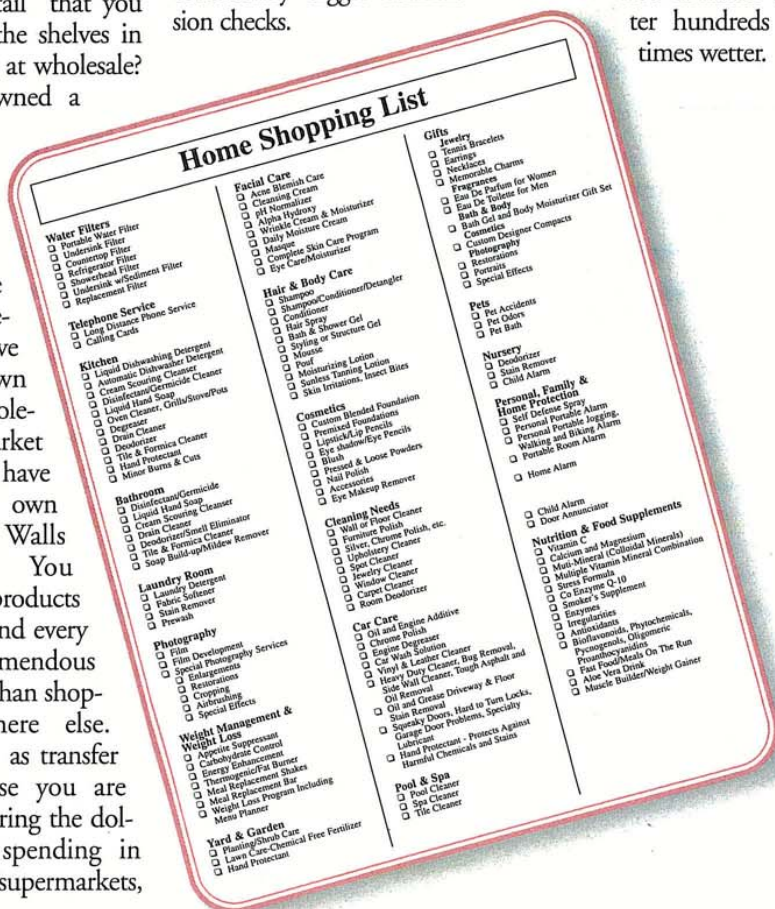 tail" that you
the shelves in
at wholesale?
wned a
sion checks.
ter hundreds
times wetter.
ve
wn
ole-
rket
have
own
Walls
You
products
nd every
mendous
han shop-
here else.
as transfer
se you are
ring the dol-
spending in
supermarkets,
Home Shopping List
Water Filters
Portable Water Filter
Undersink Filter
Countertop Filter
Refrigerator Filter
Showerhead Filter
Undersink w/Sediment Filter
Replacement Filter
Telephone Service
Long Distance Phone Service
Calling Cards
Kitchen
Liquid Dishwashing Detergent
Automatic Dishwasher Detergent
Cream Scouring Cleanser
Disinfectant/Germicide Cleaner
Liquid Hand Soap
Oven Cleaner, Grills/Stove/Pots
Degreaser
Drain Cleaner
Deodorizer
Tile & Formica Cleaner
Hand Protectant
Minor Burns & Cuts
Bathroom
Disinfectant/Germicide
Liquid Hand Soap
Cream Scouring Cleanser
Drain Cleaner
Deodorizer/Smell Eliminator
Tile & Formica Cleaner
Soap Build-up/Mildew Remover
Laundry Room
Laundry Detergent
Fabric Softener
Stain Remover
Prewash
Photography
Film
Film Development
Special Photography Services
Enlargements
Restorations
Cropping
Airbrushing
Special Effects
Weight Management &
Weight Loss
Appetite Suppressant
Carbohydrate Control
Energy Enhancement
Thermogenic/Fat Burner
Meal Replacement Shakes
Meal Replacement Bar
Weight Loss Program Including
Menu Planner
Yard & Garden
Planting/Shrub Care
Lawn Care-Chemical Free Fertilizer
Hand Protectant
Facial Care
Acne Blemish Care
Cleansing Cream
pH Normalizer
Alpha Hydroxy
Wrinkle Cream & Moisturizer
Daily Moisture Cream
Masque
Complete Skin Care Program
Eye Care/Moisturizer
Hair & Body Care
Shampoo
Shampoo/Conditioner/Detangler
Conditioner
Hair Spray
Bath & Shower Gel
Styling or Structure Gel
Mousse
Pouf
Moisturizing Lotion
Sunless Tanning Lotion
Skin Irritations, Insect Bites
Cosmetics
Custom Blended Foundation
Premixed Foundations
Lipstick/Lip Pencils
Eye shadow/Eye Pencils
Blush
Pressed & Loose Powders
Nail Polish
Accessories
Eye Makeup Remover
Cleaning Needs
Wall or Floor Cleaner
Furniture Polish
Silver, Chrome Polish, etc.
Upholstery Cleaner
Spot Cleaner
Jewelry Cleaner
Window Cleaner
Carpet Cleaner
Room Deodorizer
Car Care
Oil and Engine Additive
Chrome Polish
Engine Degreaser
Car Wash Solution
Vinyl & Leather Cleaner
Heavy Duty Cleaner, Bug Removal,
Side Wall Cleaner, Tough Asphalt and
Oil Removal
Oil and Grease Driveway & Floor
Stain Removal
Squeaky Doors, Hard to Turn Locks,
Garage Door Problems, Specialty
Lubricant
Hand Protectant - Protects Against
Harmful Chemicals and Stains
Pool & Spa
Pool Cleaner
Spa Cleaner
Tile Cleaner
Gifts
Jewelry
Tennis Bracelets
Earrings
Necklaces
Memorable Charms
Fragrances
Eau De Parfum for Women
Eau De Toilette for Men
Bath & Body
Bath Gel and Body Moisturizer Gift Set
Cosmetics
Custom Designer Compacts
Photography
Restorations
Portraits
Special Effects
Pets
Pet Accidents
Pet Odors
Pet Bath
Nursery
Deodorizer
Stain Remover
Child Alarm
Personal, Family &
Home Protection
Self Defense Spray
Personal Portable Alarm
Personal Portable Jogging,
Walking and Biking Alarm
Portable Room Alarm
Home Alarm
Child Alarm
Door Annunciator
Nutrition & Food Supplements
Vitamin C
Calcium and Magnesium
Muti-Mineral (Colloidal Minerals)
Multiple Vitamin Mineral Combination
Stress Formula
Co Enzyme Q-10
Smoker's Supplement
Enzymes
Irregularities
Antioxidants
Bioflavonoids, Phytochemicals,
Pycnogenols, Oligomeric
Proanthocyanidins
Fast Food/Meals On The Run
Aloe Vera Drink
Muscle Builder/Weight Gainer